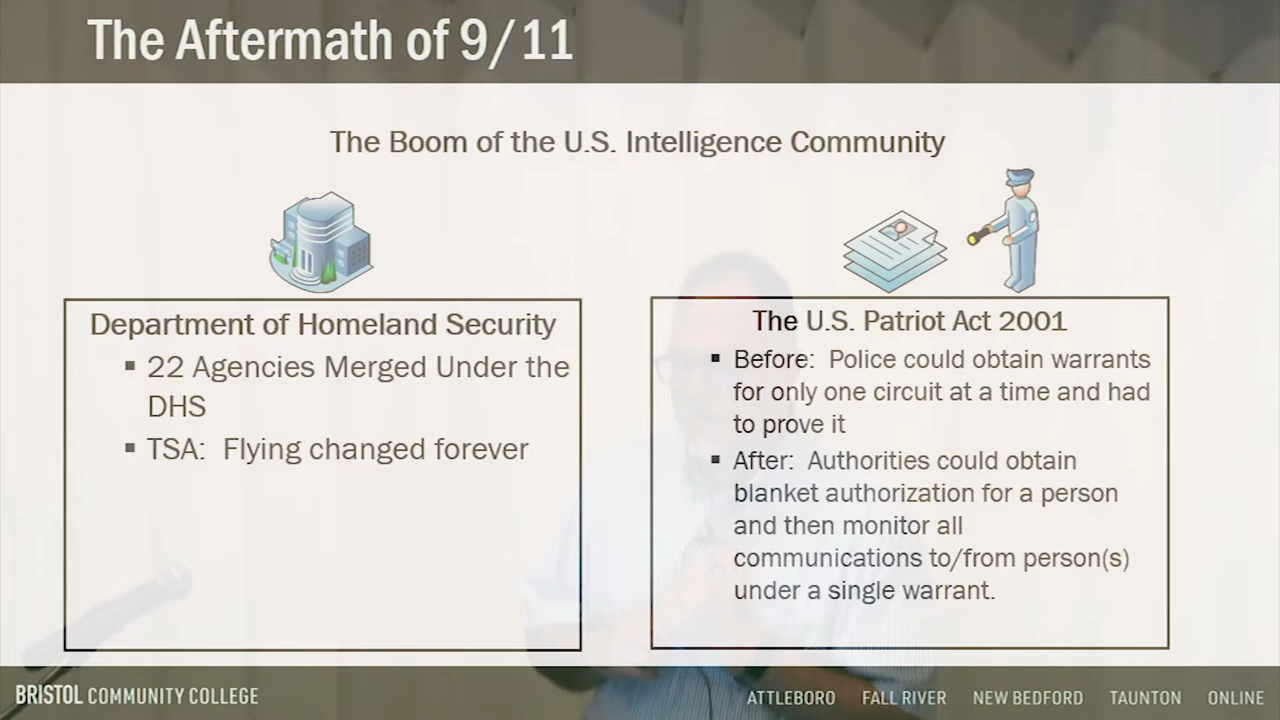 The Aftermath of 9/11
The Boom of the U.S. Intelligence Community
Department of Homeland Security
▪ 22 Agencies Merged Under the
DHS
▪ TSA: Flying changed forever
The U.S. Patriot Act 2001
▪ Before: Police could obtain warrants
for only one circuit at a time and had
to prove it
▪ After: Authorities could obtain
blanket authorization for a person
and then monitor all
communications to/from person(s)
under a single warrant.
BRISTOL COMMUNITY COLLEGE
ATTLEBORO FALL RIVER NEW BEDFORD TAUNTON ONLINE